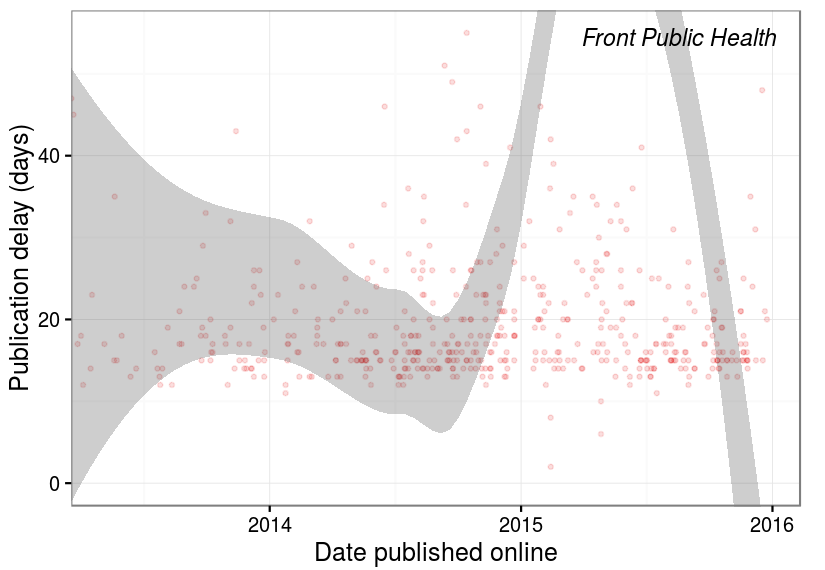 Front Public Health
Publication delay (days)
40
20
0
2014
2015
2016
Date published online